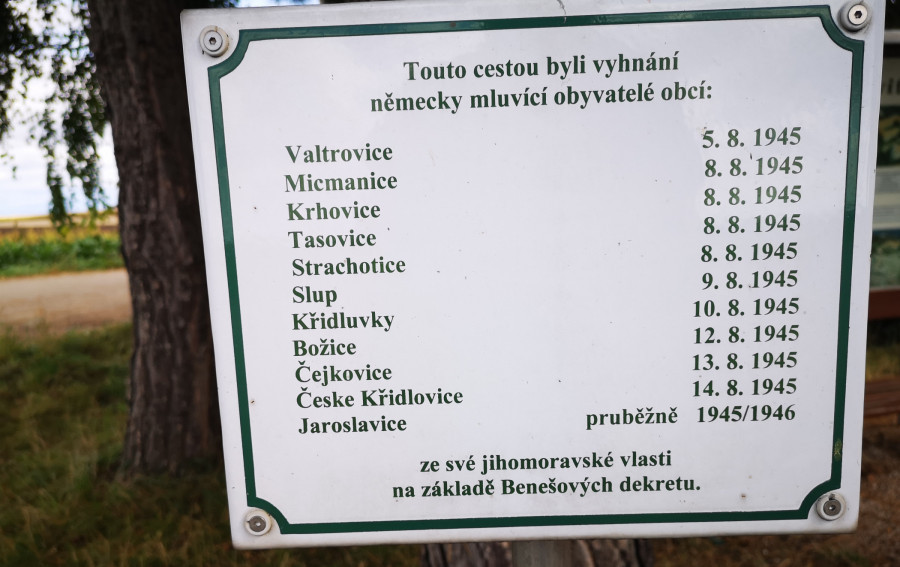 Touto cestou byli vyhnání
německy mluvící obyvatelé obcí:
Valtrovice 5. 8. 1945
Micmanice 8. 8. 1945
Krhovice 8. 8. 1945
Tasovice 8. 8. 1945
Strachotice 8. 8. 1945
Slup 9. 8. 1945
Křidluvky 10. 8. 1945
Božice 12. 8. 1945
Čejkovice 13. 8. 1945
Česke Křidlovice 14. 8. 1945
Jaroslavice pruběžně 1945/1946
ze své jihomoravské vlasti
na základě Benešových dekretu.